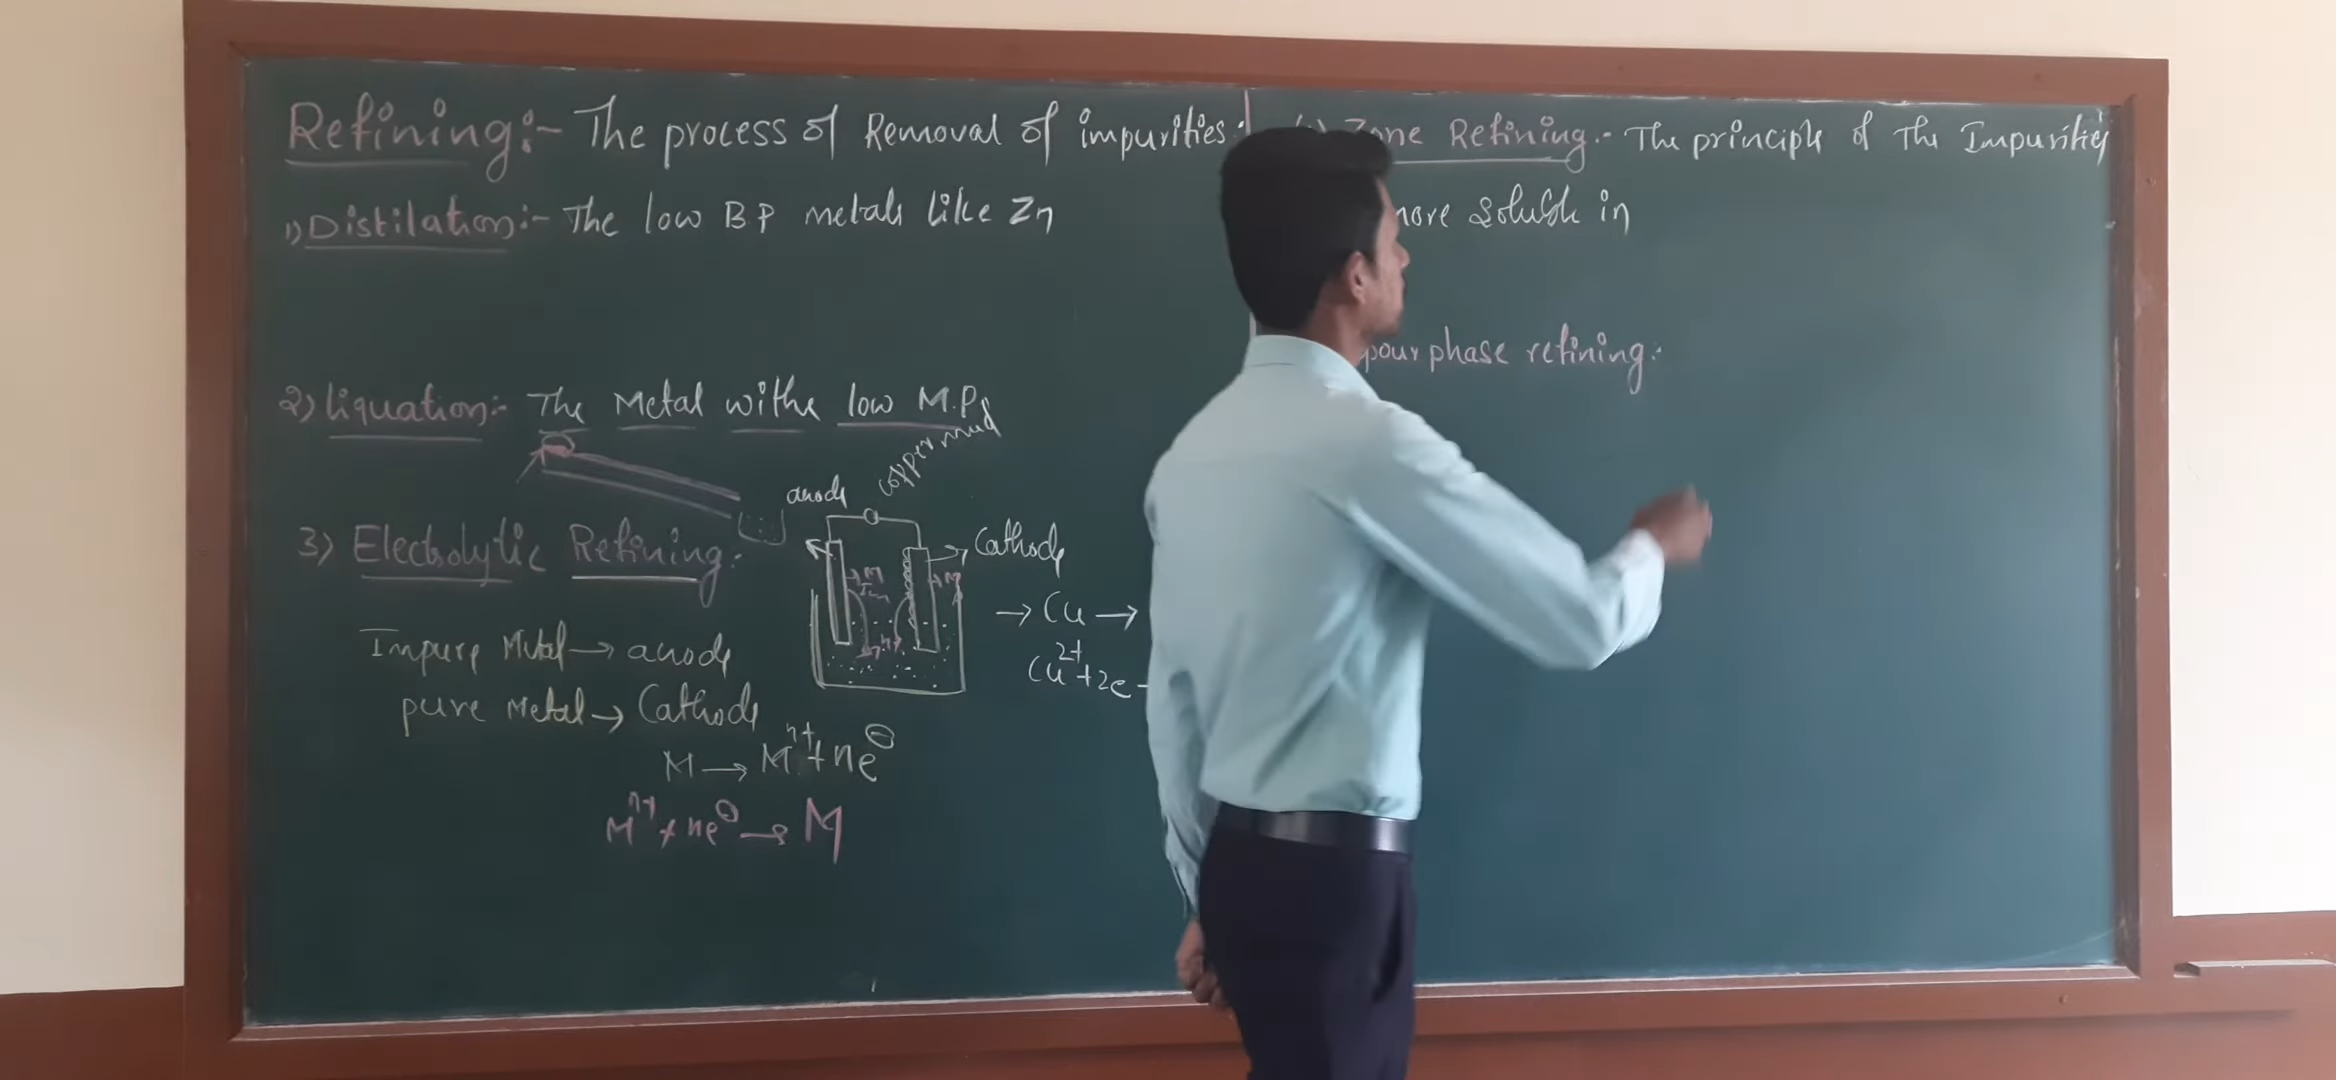 Refining:- The process of Removal of impurities:
1) Distilation:- The low BP metals like Zn
2) liquation:- The Metal withe low M.Ps
copper mud
anode
Cathode
3) Electrolytic Refining:
M
M
Impure Metal → anode
pure Metal → Cathode
M → Mⁿ⁺ + ne⊖
Mⁿ⁺ + ne⊖ → M
→ Cu →
Cu²⁺ + 2e -
Zone Refining:- The principle of The Impurities
more soluble in
pour phase refining:-